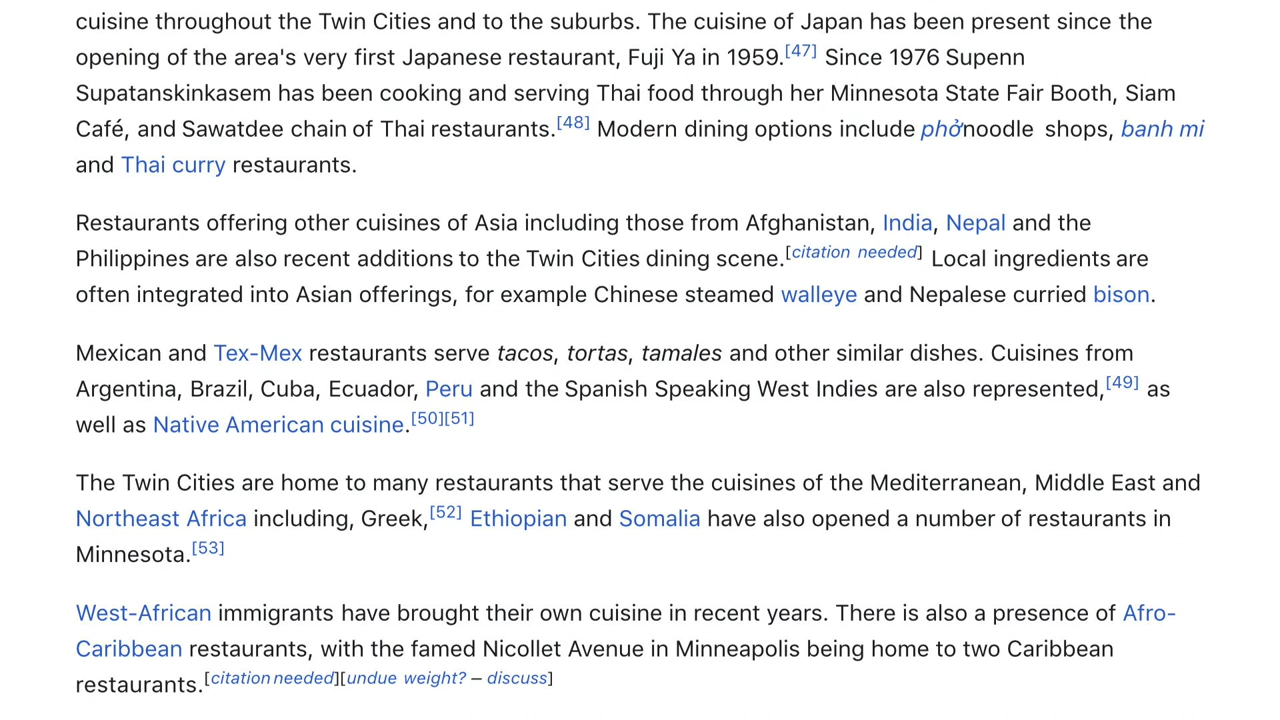 cuisine throughout the Twin Cities and to the suburbs. The cuisine of Japan has been present since the
opening of the area's very first Japanese restaurant, Fuji Ya in 1959.[47] Since 1976 Supenn
Supatanskinkasem has been cooking and serving Thai food through her Minnesota State Fair Booth, Siam
Café, and Sawatdee chain of Thai restaurants.[48] Modern dining options include phởnoodle shops, banh mi
and Thai curry restaurants.
Restaurants offering other cuisines of Asia including those from Afghanistan, India, Nepal and the
Philippines are also recent additions to the Twin Cities dining scene.[citation needed] Local ingredients are
often integrated into Asian offerings, for example Chinese steamed walleye and Nepalese curried bison.
Mexican and Tex-Mex restaurants serve tacos, tortas, tamales and other similar dishes. Cuisines from
Argentina, Brazil, Cuba, Ecuador, Peru and the Spanish Speaking West Indies are also represented,[49] as
well as Native American cuisine.[50][51]
The Twin Cities are home to many restaurants that serve the cuisines of the Mediterranean, Middle East and
Northeast Africa including, Greek,[52] Ethiopian and Somalia have also opened a number of restaurants in
Minnesota.[53]
West-African immigrants have brought their own cuisine in recent years. There is also a presence of Afro-
Caribbean restaurants, with the famed Nicollet Avenue in Minneapolis being home to two Caribbean
restaurants.[citation needed][undue weight? – discuss]